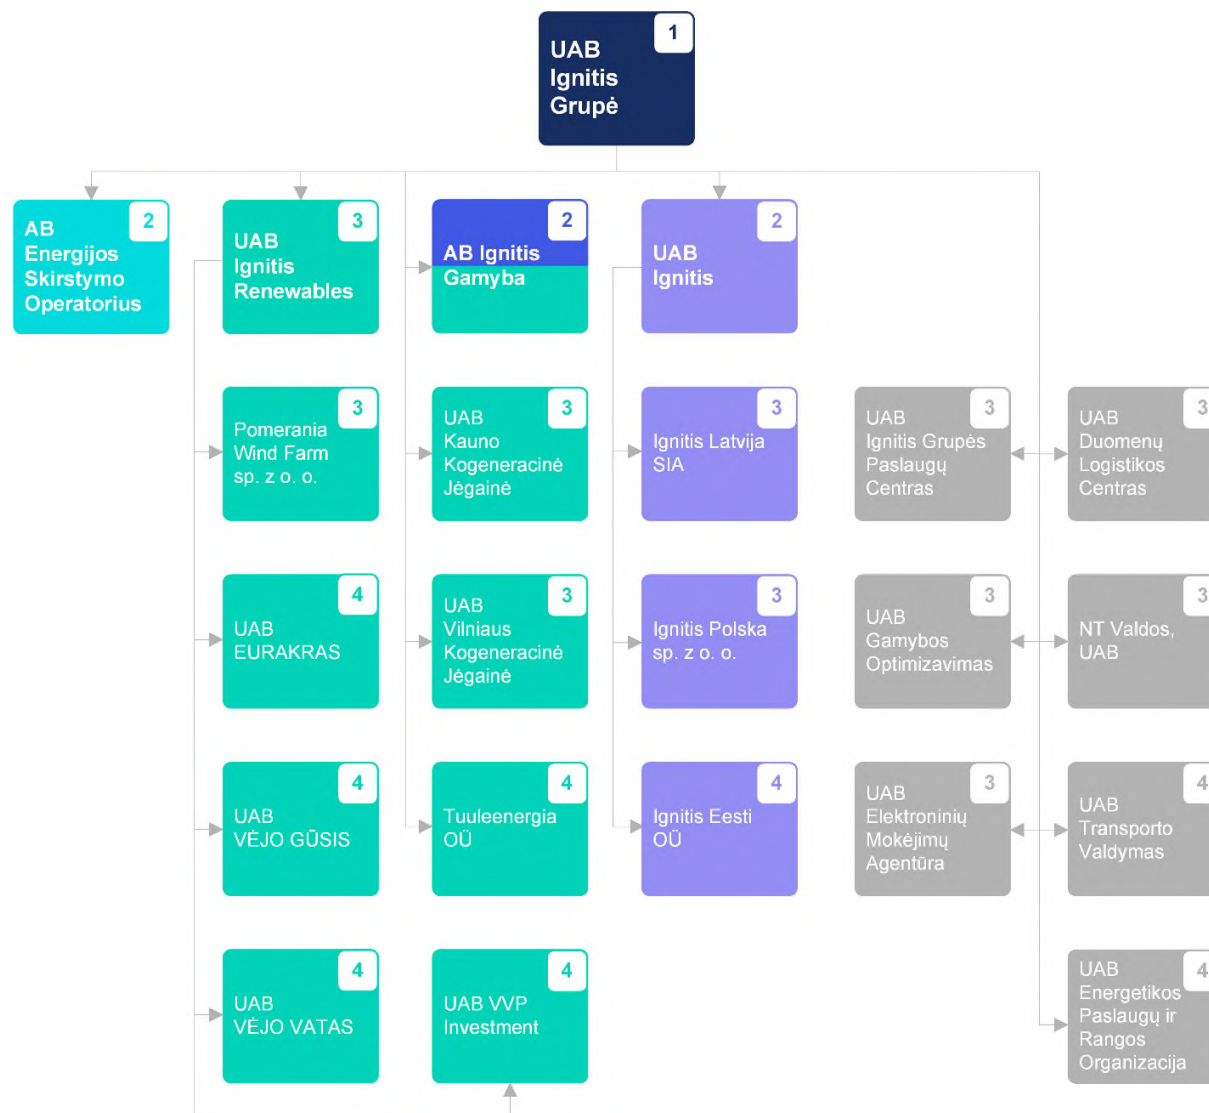 1
UAB
Ignitis
Grupė
2
AB
Energijos
Skirstymo
Operatorius
3
UAB
Ignitis
Renewables
2
AB Ignitis
Gamyba
2
UAB
Ignitis
3
Pomerania
Wind Farm
sp. z o. o.
3
UAB
Kauno
Kogeneracinė
Jėgainė
3
Ignitis Latvija
SIA
3
UAB
Ignitis Grupės
Paslaugų
Centras
3
UAB
Duomenų
Logistikos
Centras
4
UAB
EURAKRAS
3
UAB
Vilniaus
Kogeneracinė
Jėgainė
3
Ignitis Polska
sp. z o. o.
3
UAB
Gamybos
Optimizavimas
3
NT Valdos,
UAB
4
UAB
VĖJO GŪSIS
4
Tuuleenergia
OÜ
4
Ignitis Eesti
OÜ
3
UAB
Elektroninių
Mokėjimų
Agentūra
4
UAB
Transporto
Valdymas
4
UAB
VĖJO VATAS
4
UAB VVP
Investment
4
UAB
Energetikos
Paslaugų ir
Rangos
Organizacija